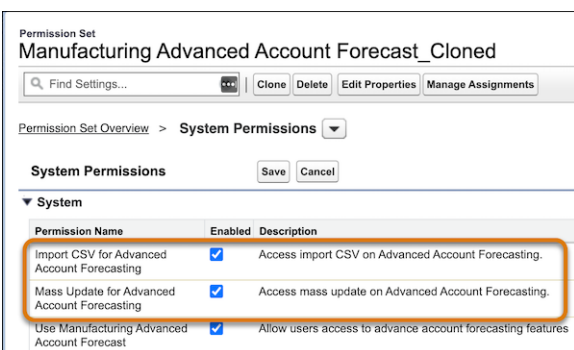 Permission Set
Manufacturing Advanced Account Forecast_Cloned
Find Settings...
Clone Delete Edit Properties Manage Assignments
Permission Set Overview > System Permissions
System Permissions Save Cancel
System
Permission Name Enabled Description
Import CSV for Advanced Access import CSV on Advanced Account Forecasting.
Account Forecasting
Mass Update for Advanced Access mass update on Advanced Account Forecasting.
Account Forecasting
Use Manufacturing Advanced Allow users access to advance account forecasting features
Account Forecast